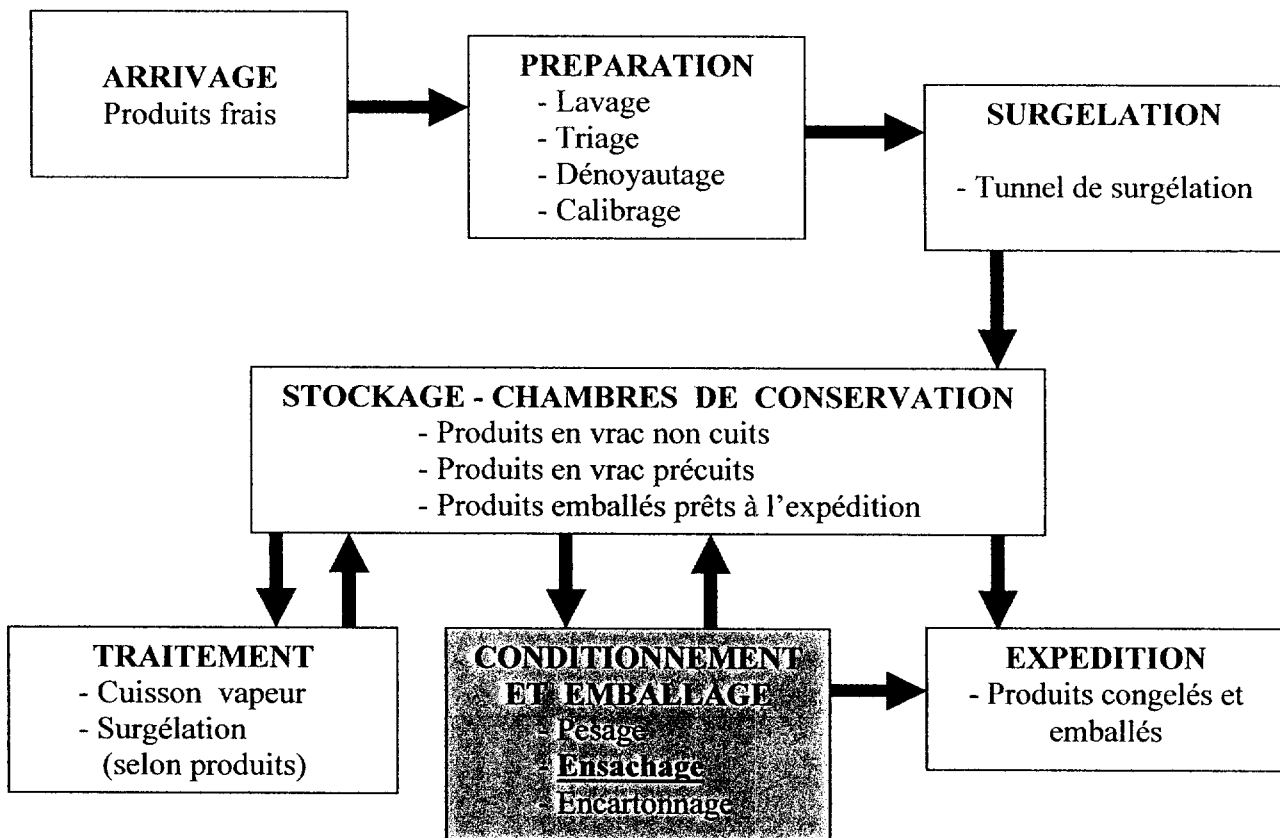 ARRIVAGE
Produits frais
PREPARATION
- Lavage
- Triage
- Dénoyautage
- Calibrage
SURGELATION
- Tunnel de surgélation
STOCKAGE - CHAMBRES DE CONSERVATION
- Produits en vrac non cuits
- Produits en vrac précuits
- Produits emballés prêts à l'expédition
TRAITEMENT
- Cuisson vapeur
- Surgélation
(selon produits)
CONDITIONNEMENT
ET EMBALLAGE
- Pesage
- Ensachage
- Encartonnage
EXPEDITION
- Produits congelés et
emballés